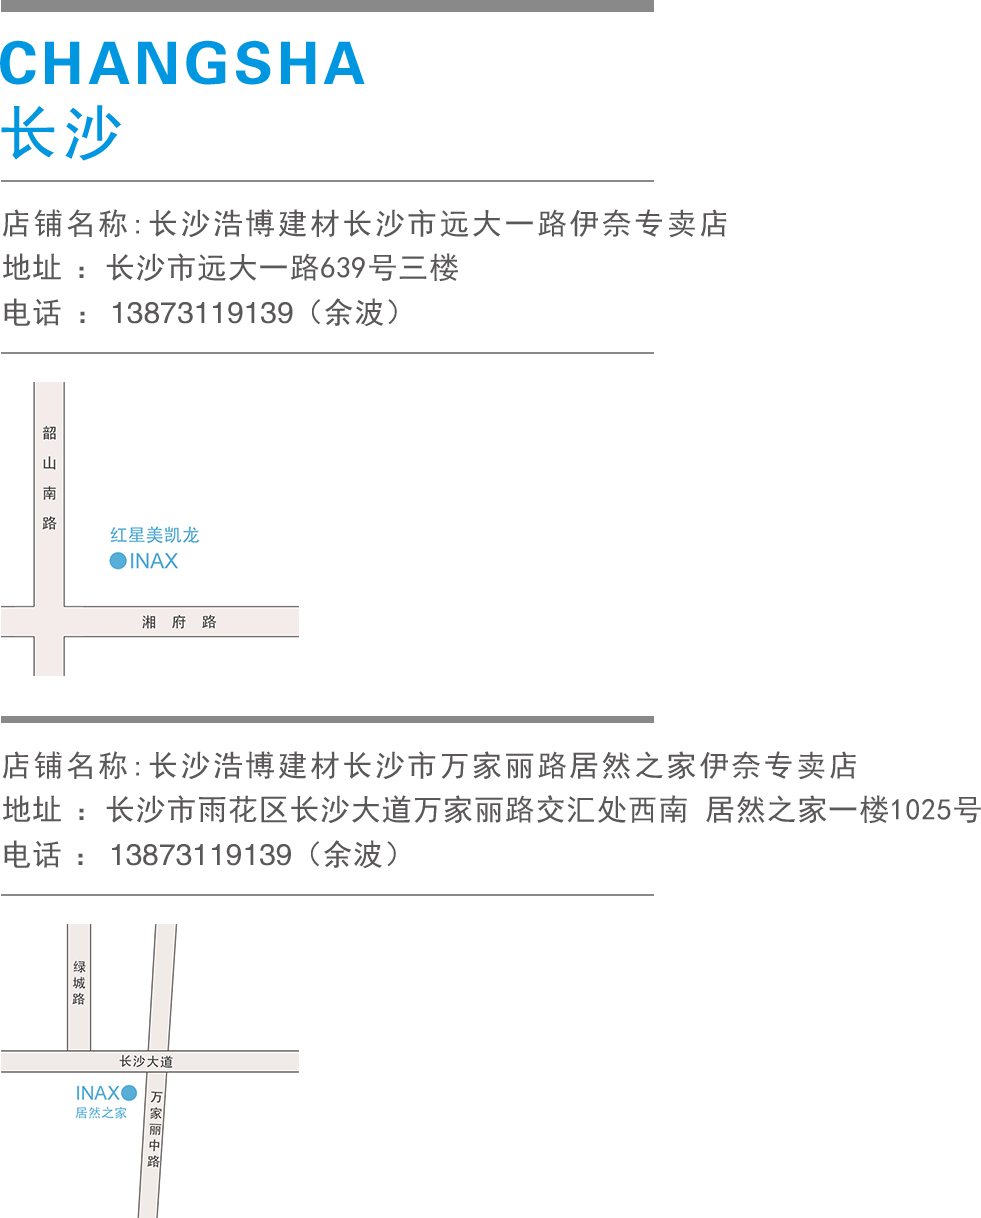 CHANGSHA
长沙
店铺名称:长沙浩博建材长沙市远大一路伊奈专卖店
地址 : 长沙市远大一路639号三楼
电话 : 13873119139（余波）
韶山南路
红星美凯龙
INAX
湘府路
店铺名称:长沙浩博建材长沙市万家丽路居然之家伊奈专卖店
地址 : 长沙市雨花区长沙大道万家丽路交汇处西南 居然之家一楼1025号
电话 : 13873119139（余波）
绿城路
长沙大道
INAX
居然之家
万家丽中路